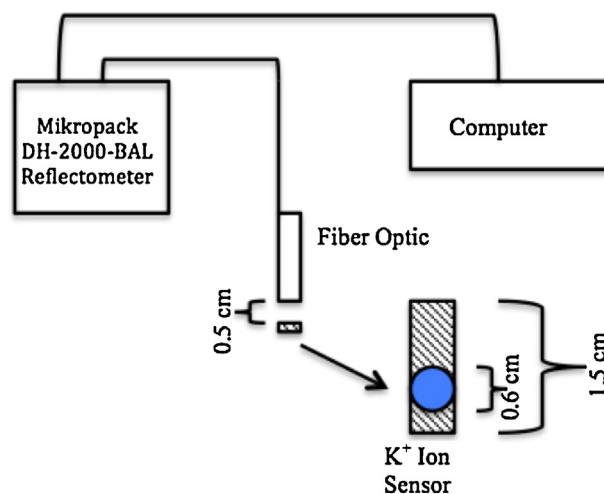 Mikropack
DH-2000-BAL
Reflectometer
Computer
Fiber Optic
0.5 cm
0.6 cm
1.5 cm
K⁺ Ion
Sensor